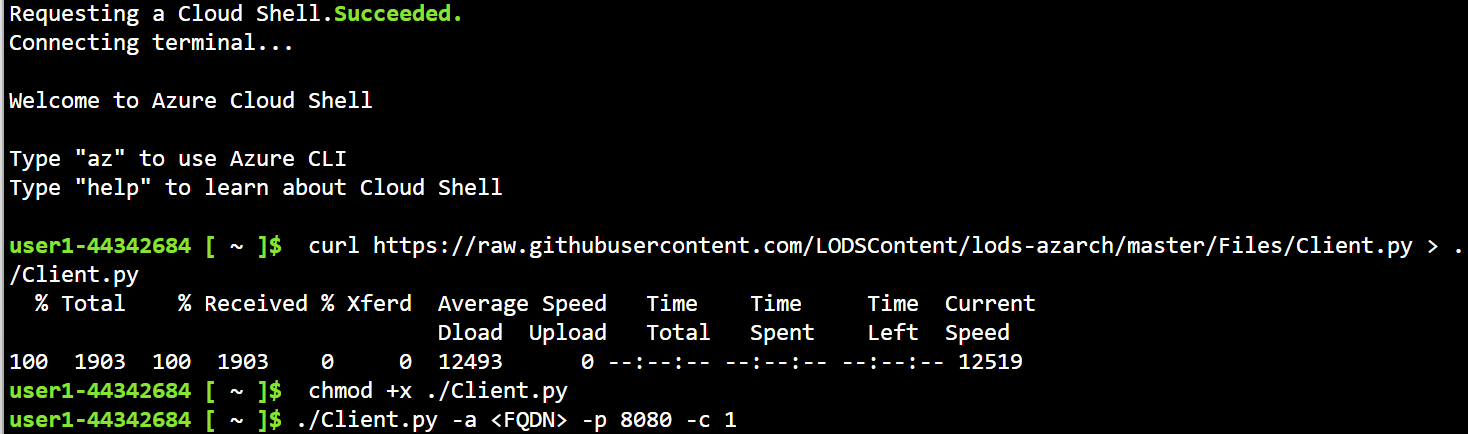 Requesting a Cloud Shell.Succeeded.
Connecting terminal...
Welcome to Azure Cloud Shell
Type "az" to use Azure CLI
Type "help" to learn about Cloud Shell
user1-44342684 [ ~ ]$  curl https://raw.githubusercontent.com/LODSContent/lods-azarch/master/Files/Client.py > .
/Client.py
  % Total    % Received % Xferd  Average Speed   Time    Time     Time  Current
                                 Dload  Upload   Total   Spent    Left  Speed
100  1903  100  1903    0     0  12493      0 --:--:-- --:--:-- --:--:-- 12519
user1-44342684 [ ~ ]$  chmod +x ./Client.py
user1-44342684 [ ~ ]$ ./Client.py -a <FQDN> -p 8080 -c 1